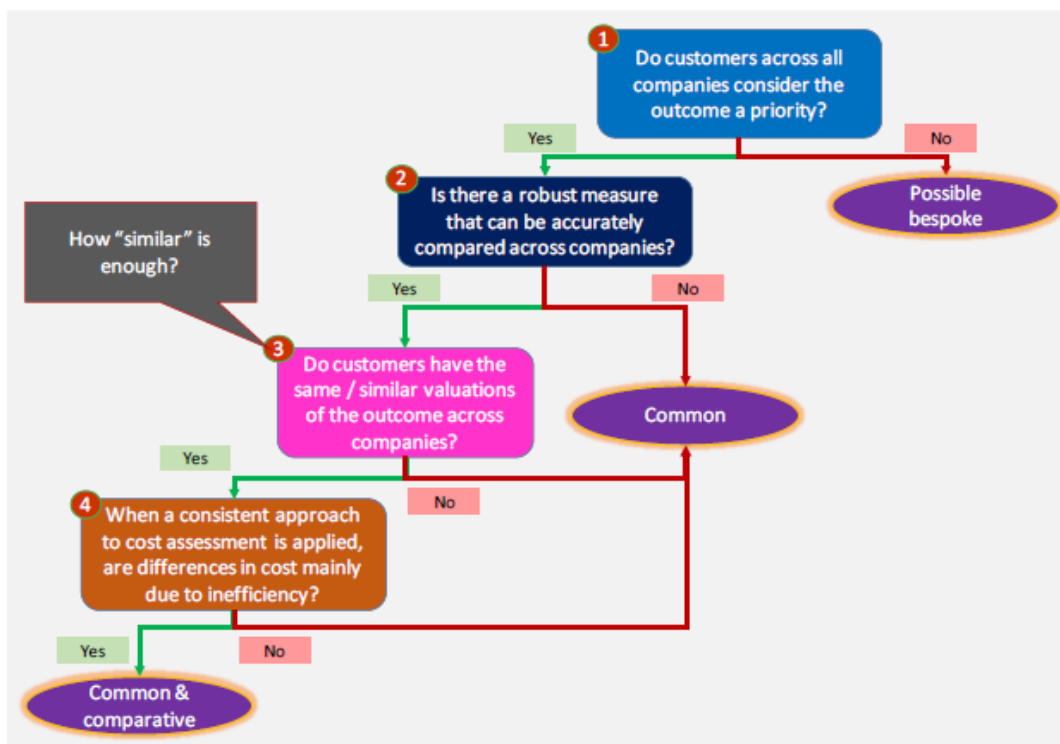 1
Do customers across all
companies consider the
outcome a priority?
Yes
No
2
Is there a robust measure
that can be accurately
compared across companies?
Possible
bespoke
How “similar” is
enough?
Yes
No
3
Do customers have the
same / similar valuations
of the outcome across
companies?
Common
Yes
No
4
When a consistent approach
to cost assessment is applied,
are differences in cost mainly
due to inefficiency?
Yes
No
Common &
comparative